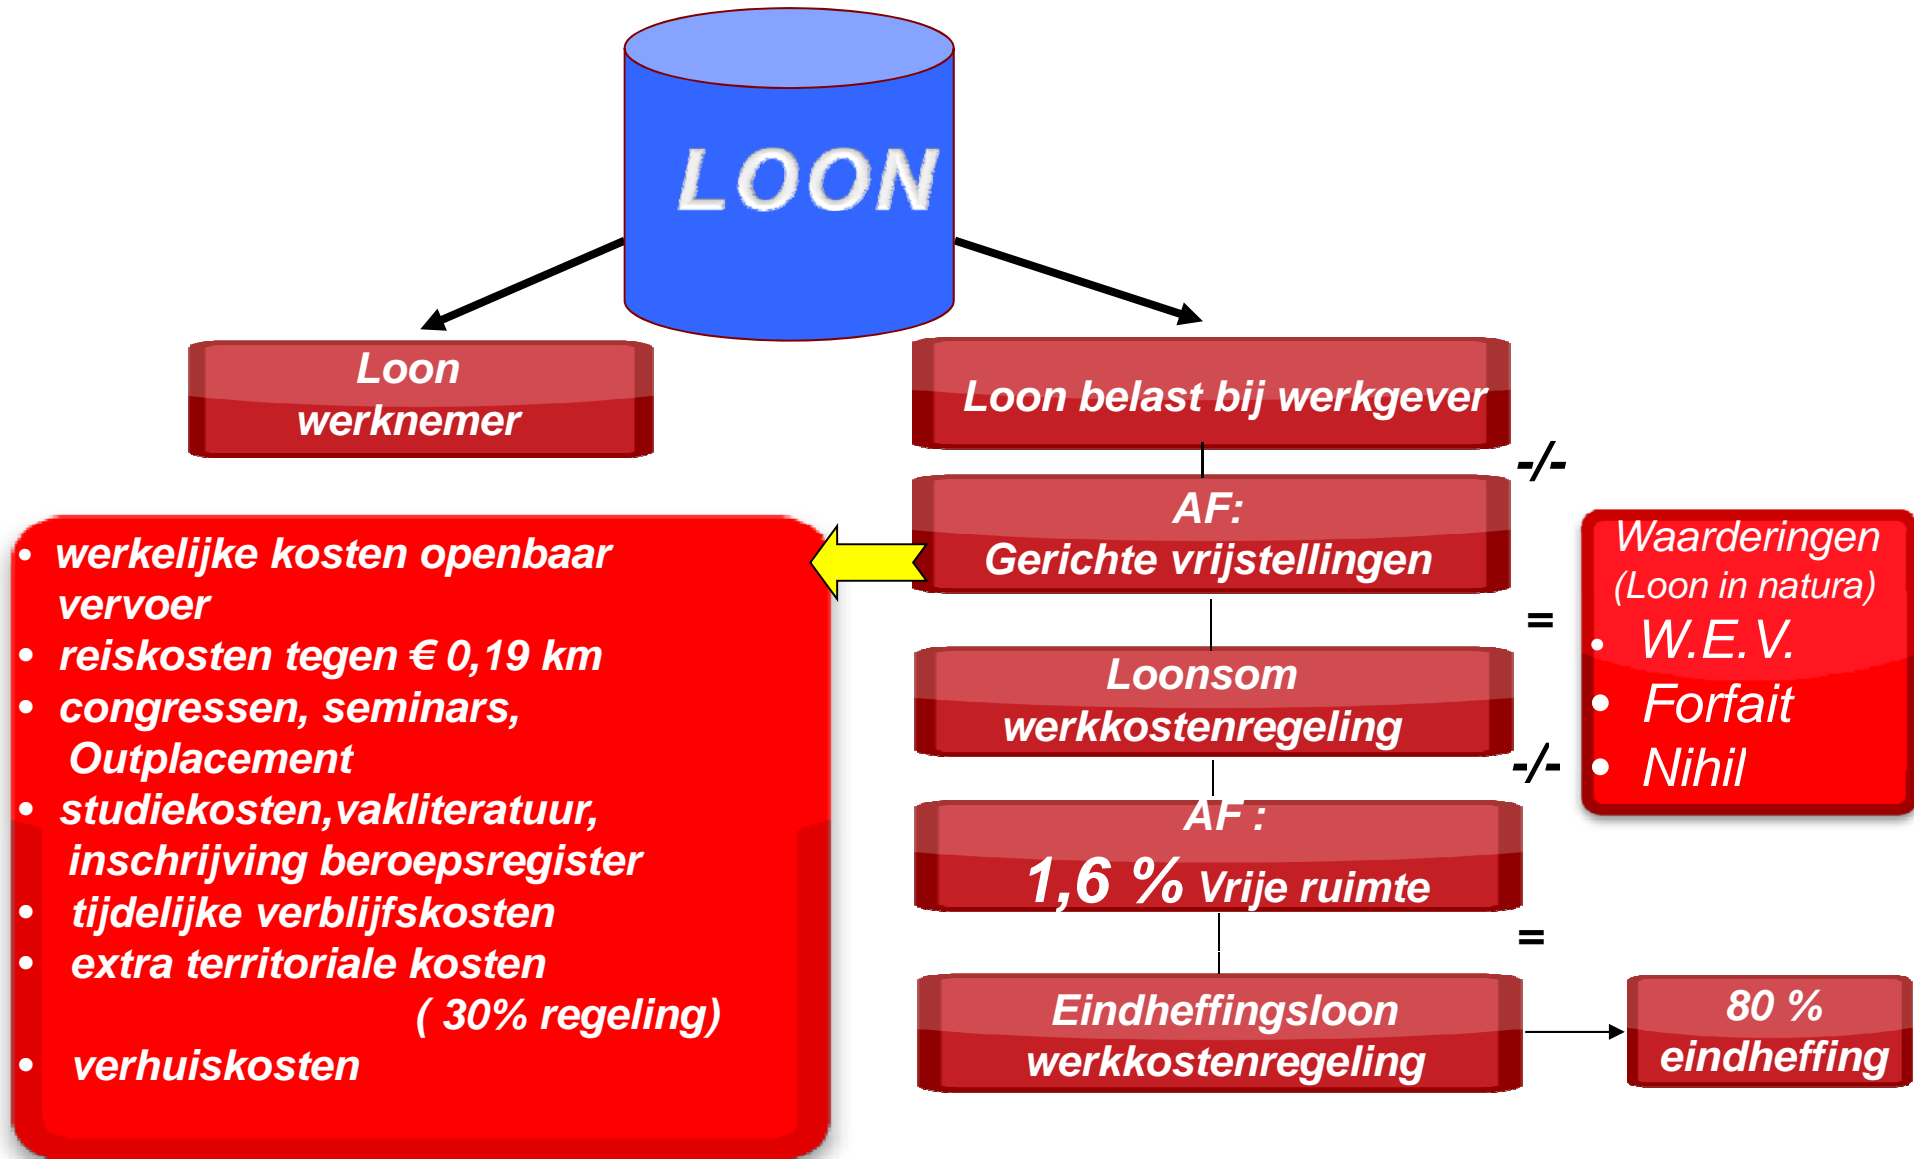 LOON
Loon
werknemer
Loon belast bij werkgever
-/-
AF:
Gerichte vrijstellingen
=
Loonsom
werkkostenregeling
-/-
AF :
1,6 % Vrije ruimte
=
Eindheffingsloon
werkkostenregeling
80 %
eindheffing
Waarderingen
(Loon in natura)
• W.E.V.
• Forfait
• Nihil
• werkelijke kosten openbaar
vervoer
• reiskosten tegen € 0,19 km
• congressen, seminars,
Outplacement
• studiekosten,vakliteratuur,
inschrijving beroepsregister
• tijdelijke verblijfskosten
• extra territoriale kosten
( 30% regeling)
• verhuiskosten